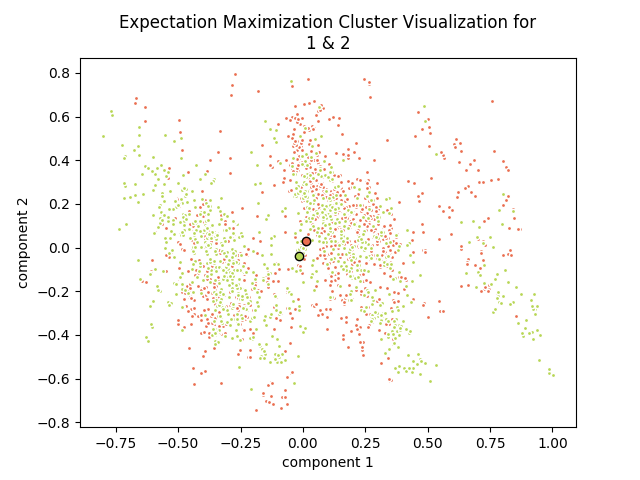 Expectation Maximization Cluster Visualization for
1 & 2
component 2
0.8
0.6
0.4
0.2
0.0
−0.2
−0.4
−0.6
−0.8
−0.75 −0.50 −0.25 0.00 0.25 0.50 0.75 1.00
component 1